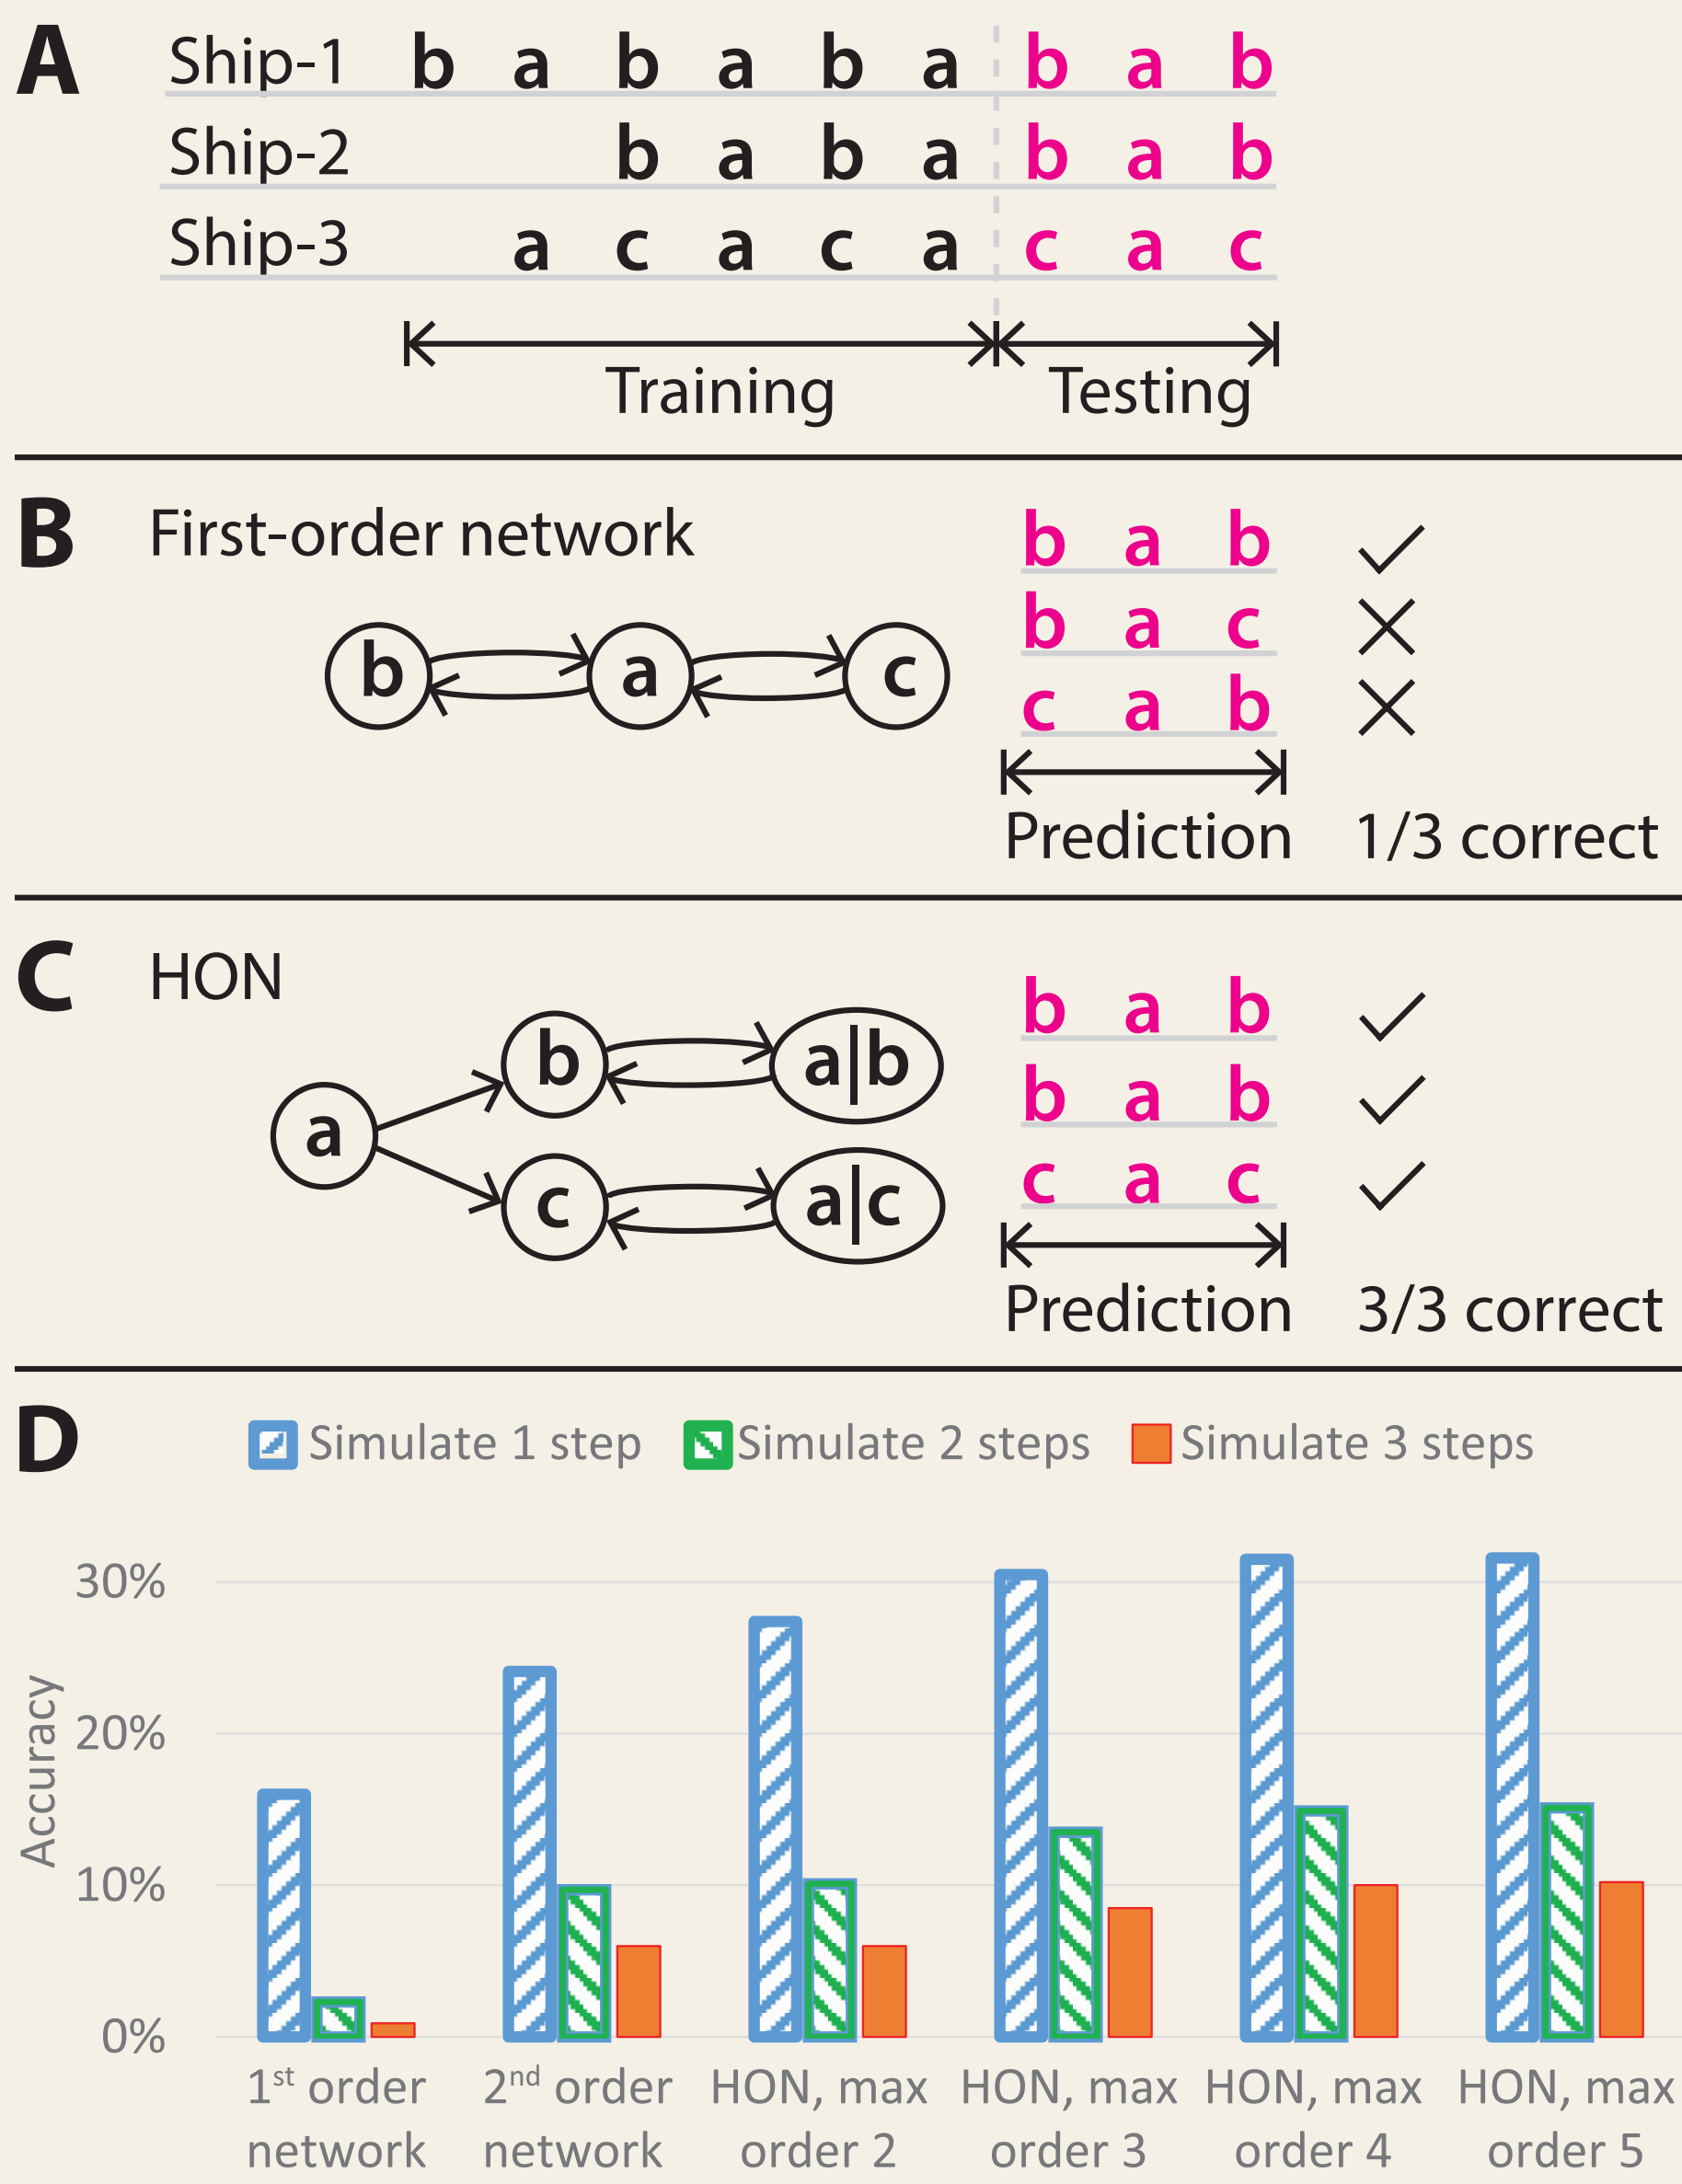 A
Ship-1 b a b a b a b a b
Ship-2 b a b a b a b
Ship-3 a c a c a c a c
Training Testing
B First-order network
b a c
b a b
b a c
c a b
Prediction 1/3 correct
C HON
a
b a|b
c a|c
b a b
b a b
c a c
Prediction 3/3 correct
D
Simulate 1 step Simulate 2 steps Simulate 3 steps
Accuracy
30%
20%
10%
0%
1st order network
2nd order network
HON, max order 2
HON, max order 3
HON, max order 4
HON, max order 5